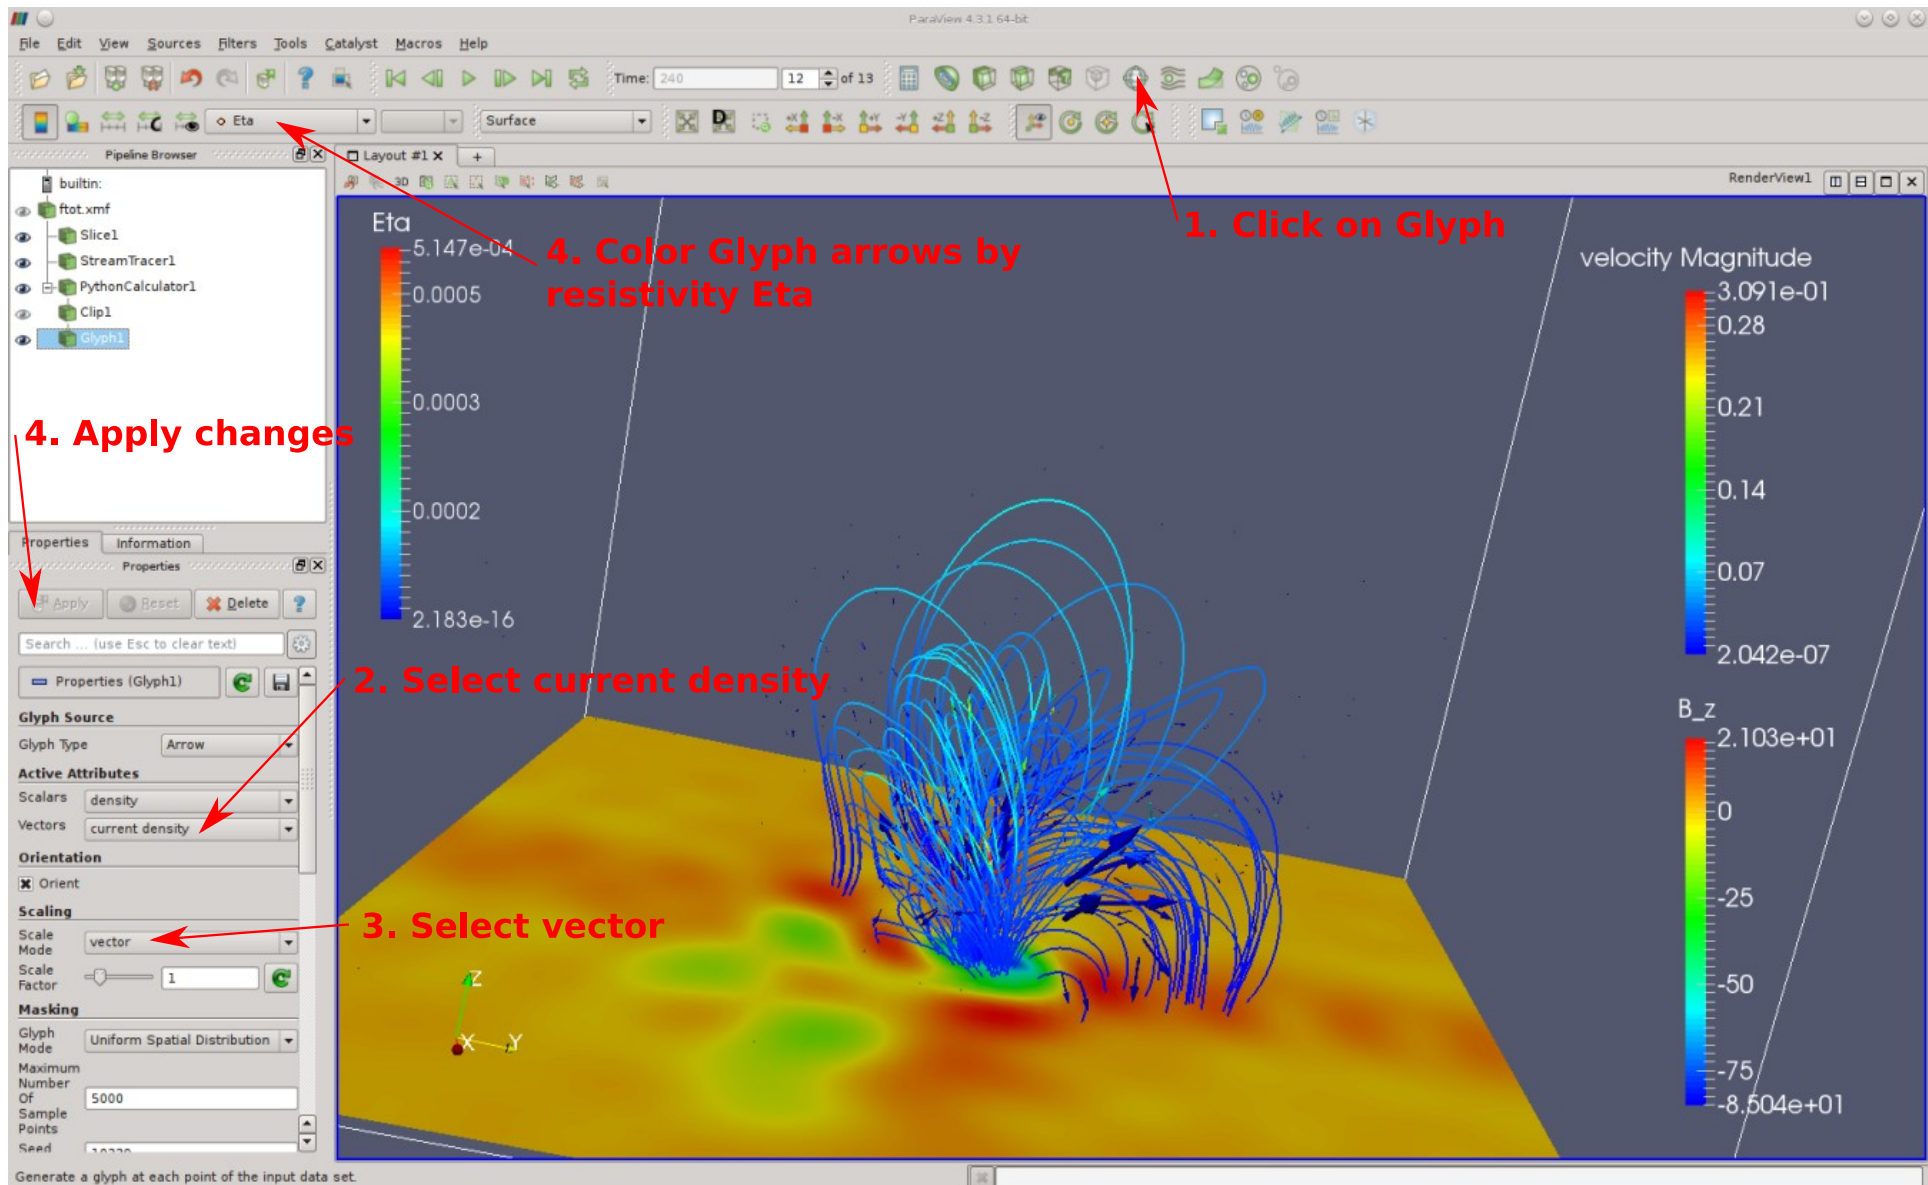 ParaView 4.3.1 64-bit
File Edit View Sources Filters Tools Catalyst Macros Help
Time: 240 12 of 13
Eta Surface
Pipeline Browser
Layout #1
+
3D
RenderView1
builtin:
ftot.xmf
Slice1
StreamTracer1
PythonCalculator1
Clip1
Glyph1
1. Click on Glyph
4. Color Glyph arrows by
resistivity Eta
4. Apply changes
2. Select current density
3. Select vector
Properties Information
Properties
Apply Reset Delete ?
Search ... (use Esc to clear text)
Properties (Glyph1)
Glyph Source
Glyph Type Arrow
Active Attributes
Scalars density
Vectors current density
Orientation
Orient
Scaling
Scale
Mode
vector
Scale
Factor
1
Masking
Glyph
Mode
Uniform Spatial Distribution
Maximum
Number
Of
Sample
Points
5000
Seed
Generate a glyph at each point of the input data set.
Eta
5.147e-04
0.0005
0.0003
0.0002
2.183e-16
velocity Magnitude
3.091e-01
0.28
0.21
0.14
0.07
2.042e-07
B_z
2.103e+01
0
-25
-50
-75
-8.504e+01
Z
X
Y